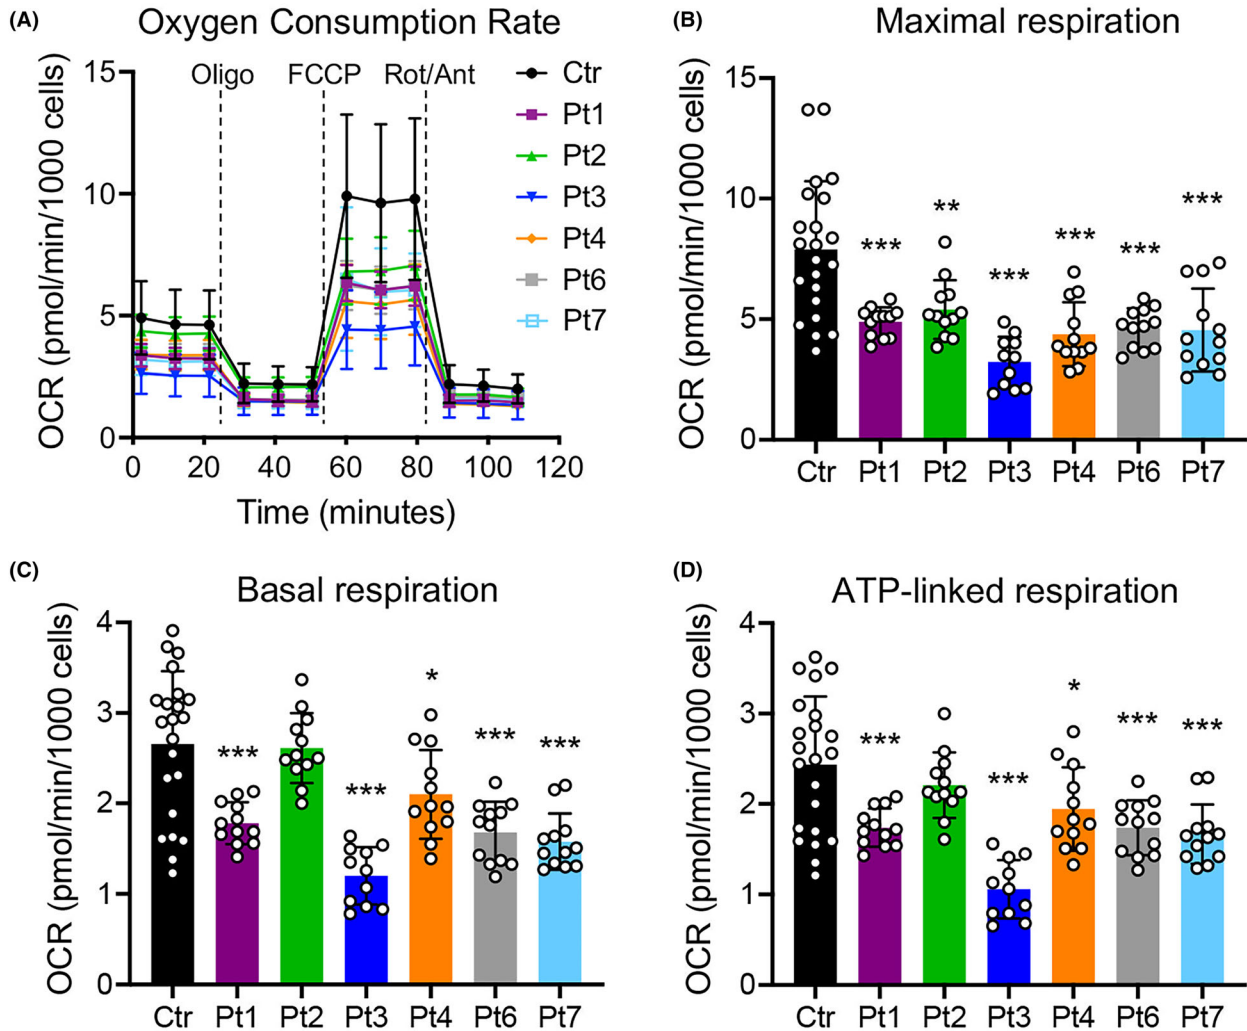 (A) Oxygen Consumption Rate
OCR (pmol/min/1000 cells)
15
10
5
0
Oligo FCCP Rot/Ant
0 20 40 60 80 100 120
Time (minutes)
Ctr
Pt1
Pt2
Pt3
Pt4
Pt6
Pt7
(B) Maximal respiration
OCR (pmol/min/1000 cells)
15
10
5
0
*** ** *** *** *** ***
Ctr Pt1 Pt2 Pt3 Pt4 Pt6 Pt7
(C) Basal respiration
OCR (pmol/min/1000 cells)
4
3
2
1
0
*** *** * *** ***
Ctr Pt1 Pt2 Pt3 Pt4 Pt6 Pt7
(D) ATP-linked respiration
OCR (pmol/min/1000 cells)
4
3
2
1
0
*** *** * *** ***
Ctr Pt1 Pt2 Pt3 Pt4 Pt6 Pt7